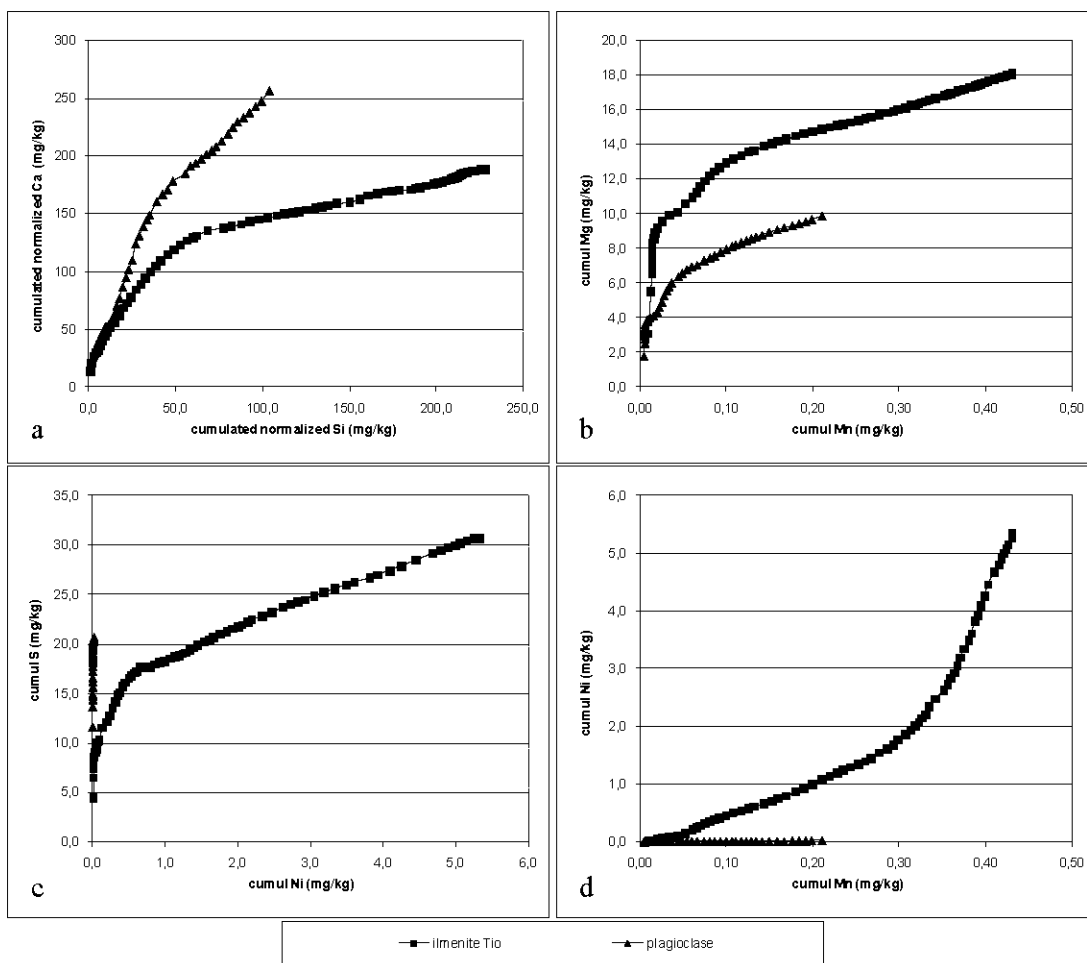 300
250
200
150
100
50
0
cumulated normalized Ca (mg/kg)
0,0 50,0 100,0 150,0 200,0 250,0
cumulated normalized Si (mg/kg)
a
20,0
18,0
16,0
14,0
12,0
10,0
8,0
6,0
4,0
2,0
0,0
cumul Mg (mg/kg)
0,00 0,10 0,20 0,30 0,40 0,50
cumul Mn (mg/kg)
b
35,0
30,0
25,0
20,0
15,0
10,0
5,0
0,0
cumul S (mg/kg)
0,0 1,0 2,0 3,0 4,0 5,0 6,0
cumul Ni (mg/kg)
c
6,0
5,0
4,0
3,0
2,0
1,0
0,0
cumul Ni (mg/kg)
0,00 0,10 0,20 0,30 0,40 0,50
cumul Mn (mg/kg)
d
ilmenite Tio plagioclase